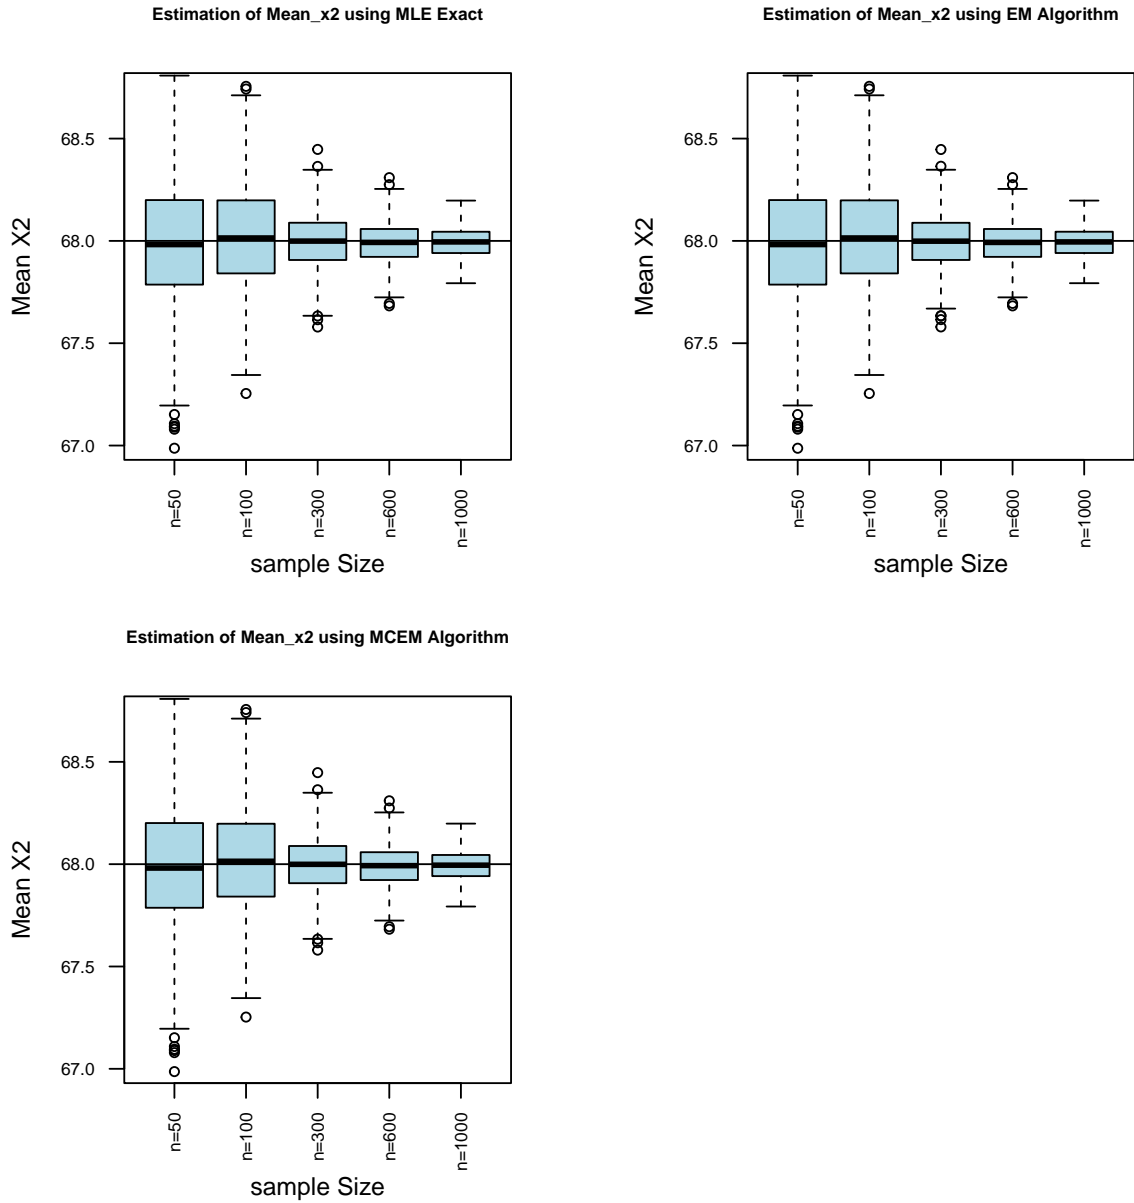 Estimation of Mean_x2 using MLE Exact
Mean X2
68.5
68.0
67.5
67.0
n=50
n=100
n=300
n=600
n=1000
sample Size
Estimation of Mean_x2 using EM Algorithm
Mean X2
68.5
68.0
67.5
67.0
n=50
n=100
n=300
n=600
n=1000
sample Size
Estimation of Mean_x2 using MCEM Algorithm
Mean X2
68.5
68.0
67.5
67.0
n=50
n=100
n=300
n=600
n=1000
sample Size